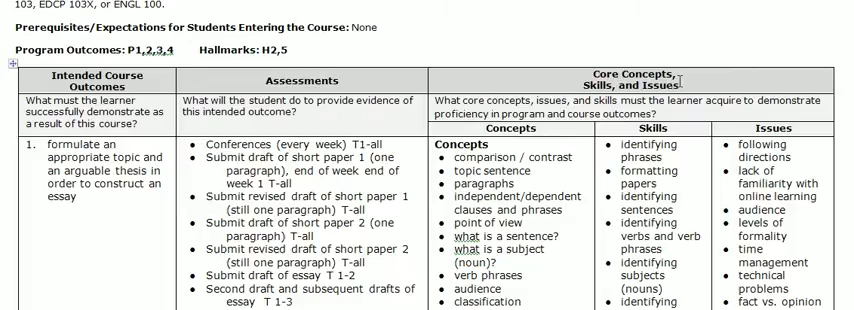 103, EDCP 103X, or ENGL 100.
Prerequisites/Expectations for Students Entering the Course: None
Program Outcomes: P1,2,3,4 Hallmarks: H2,5
Intended Course
Outcomes
Assessments
Core Concepts,
Skills, and Issues
What must the learner
successfully demonstrate as
a result of this course?
What will the student do to provide evidence of
this intended outcome?
What core concepts, issues, and skills must the learner acquire to demonstrate
proficiency in program and course outcomes?
Concepts
Skills
Issues
1. formulate an
appropriate topic and
an arguable thesis in
order to construct an
essay
• Conferences (every week) T1-all
• Submit draft of short paper 1 (one
paragraph), end of week end of
week 1 T-all
• Submit revised draft of short paper 1
(still one paragraph) T-all
• Submit draft of short paper 2 (one
paragraph) T-all
• Submit revised draft of short paper 2
(still one paragraph) T-all
• Submit draft of essay T 1-2
• Second draft and subsequent drafts of
essay T 1-3
Concepts
• comparison / contrast
• topic sentence
• paragraphs
• independent/dependent
clauses and phrases
• point of view
• what is a sentence?
• what is a subject
(noun)?
• verb phrases
• audience
• classification
• identifying
phrases
• formatting
papers
• identifying
sentences
• identifying
verbs and verb
phrases
• identifying
subjects
(nouns)
• identifying
• following
directions
• lack of
familiarity with
online learning
• audience
• levels of
formality
• time
management
• technical
problems
• fact vs. opinion